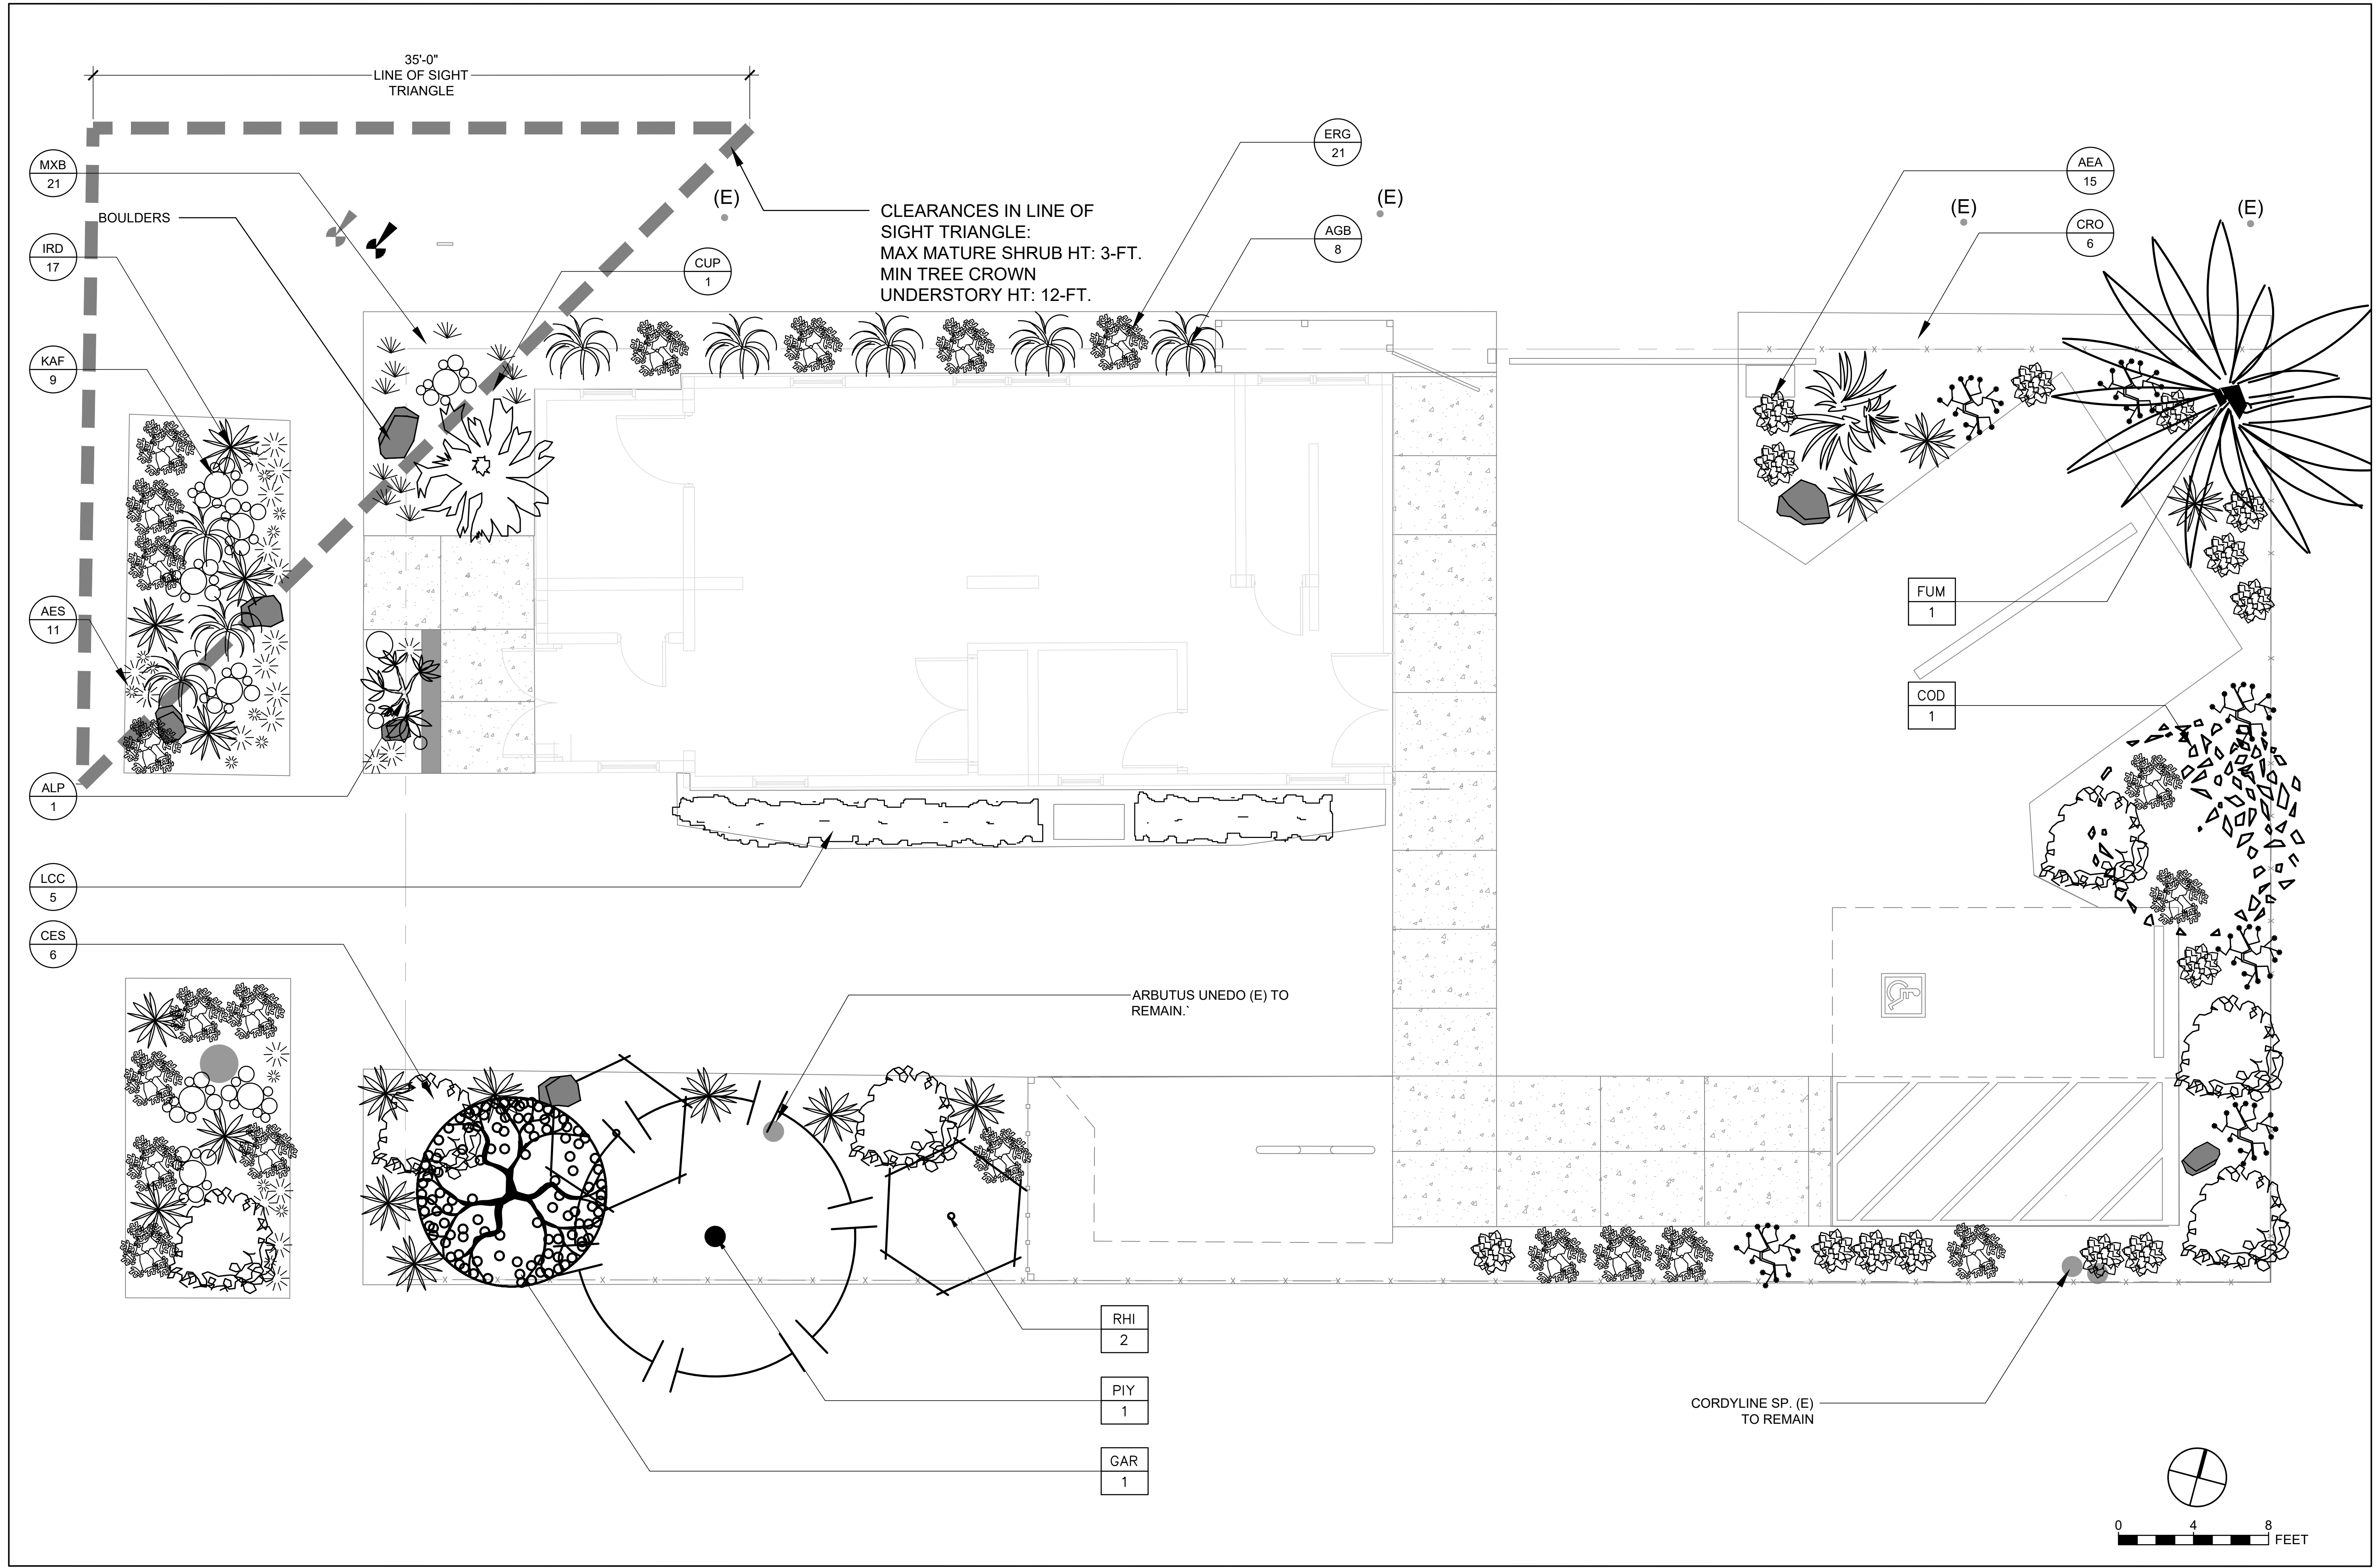 35'-0"
LINE OF SIGHT
TRIANGLE
MXB
21
BOULDERS
IRD
17
KAF
9
AES
11
ALP
1
LCC
5
CES
6
CUP
1
(E)
CLEARANCES IN LINE OF
SIGHT TRIANGLE:
MAX MATURE SHRUB HT: 3-FT.
MIN TREE CROWN
UNDERSTORY HT: 12-FT.
ERG
21
(E)
AGB
8
AEA
15
(E)
(E)
CRO
6
FUM
1
COD
1
ARBUTUS UNEDO (E) TO
REMAIN.`
RHI
2
PIY
1
GAR
1
CORDYLINE SP. (E)
TO REMAIN
0 4 8
FEET